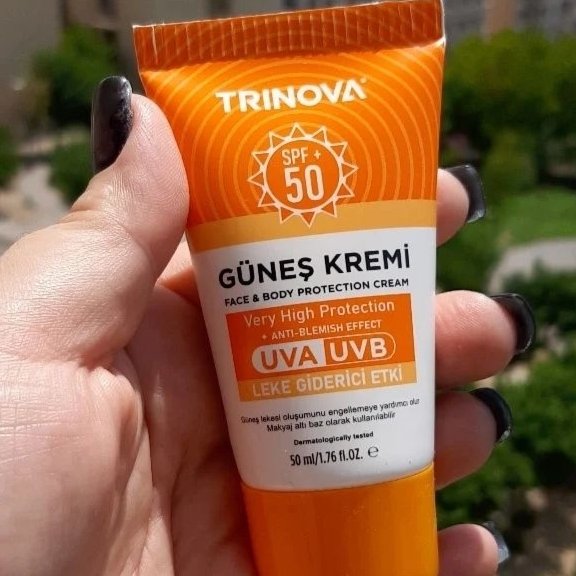 TRINOVA
SPF +
50
GÜNEŞ KREMİ
FACE & BODY PROTECTION CREAM
Very High Protection
+ ANTI-BLEMISH EFFECT
UVA UVB
LEKE GİDERİCİ ETKİ
Güneş lekesi oluşumunu engellemeye yardımcı olur
Makyaj altı baz olarak kullanılabilir
Dermatologically tested
50 ml/1.76 fl.OZ. ℮